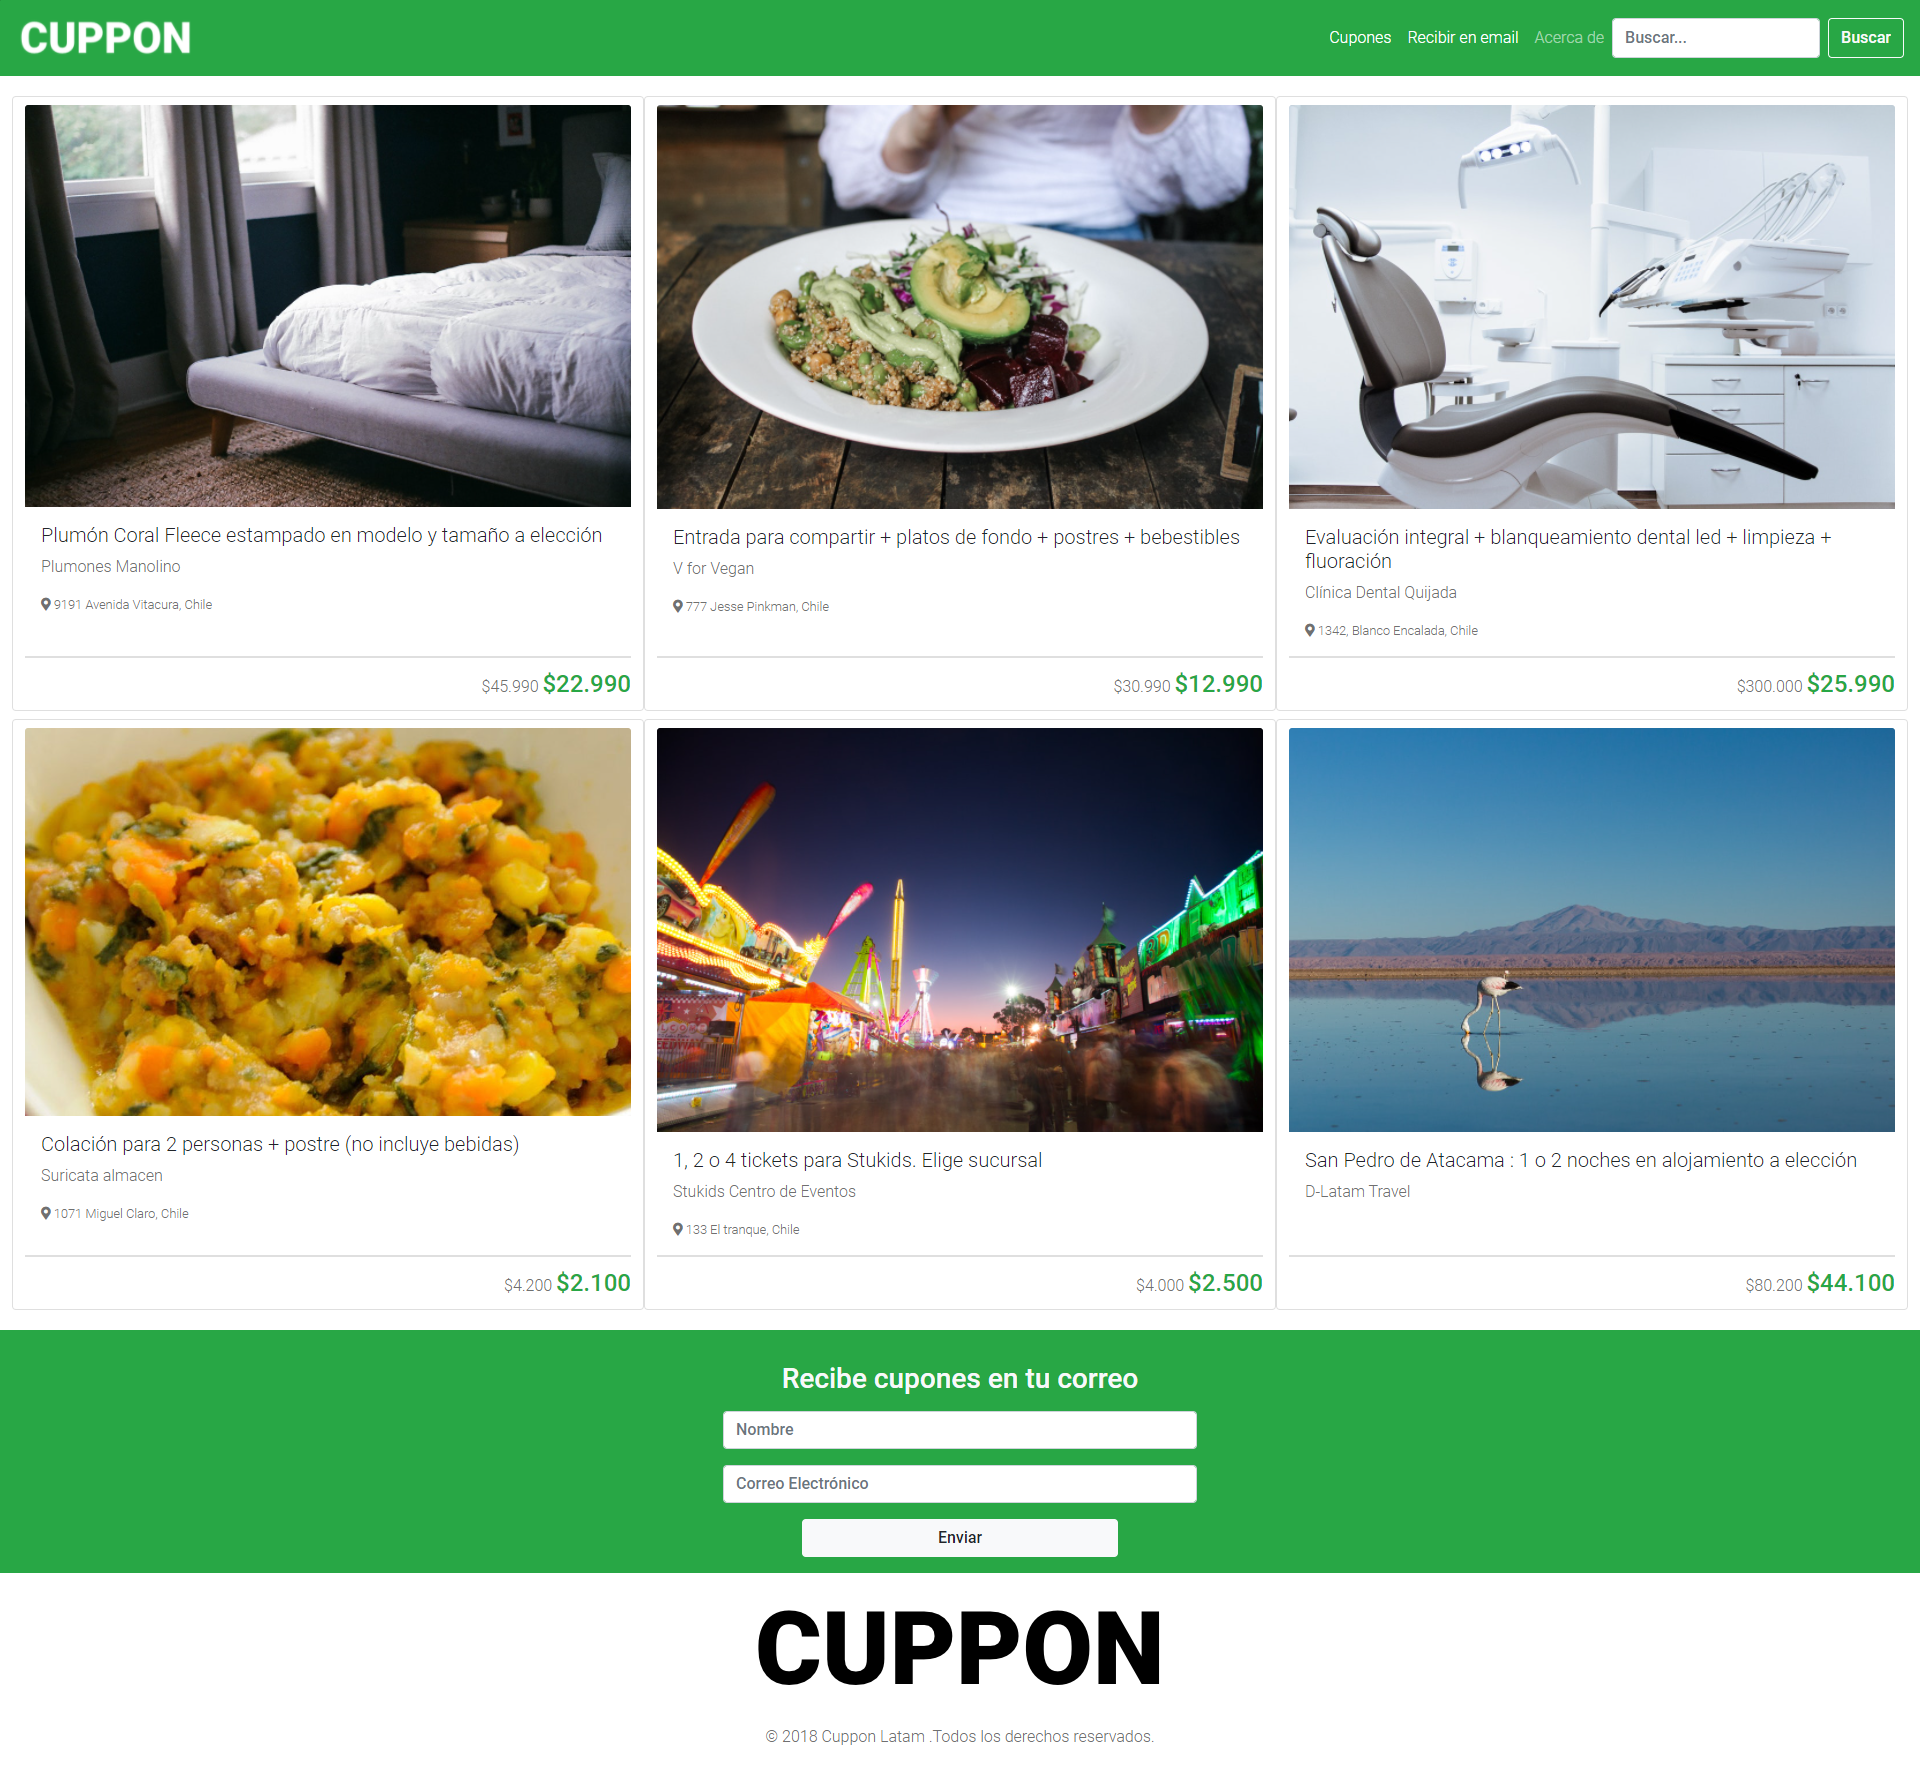 CUPPON
Cupones Recibir en email Acerca de Buscar... Buscar
Plumón Coral Fleece estampado en modelo y tamaño a elección
Plumones Manolino
9191 Avenida Vitacura, Chile
$45.990 $22.990
Entrada para compartir + platos de fondo + postres + bebestibles
V for Vegan
777 Jesse Pinkman, Chile
$30.990 $12.990
Evaluación integral + blanqueamiento dental led + limpieza +
fluoración
Clínica Dental Quijada
1342, Blanco Encalada, Chile
$300.000 $25.990
Colación para 2 personas + postre (no incluye bebidas)
Suricata almacen
1071 Miguel Claro, Chile
$4.200 $2.100
1, 2 o 4 tickets para Stukids. Elige sucursal
Stukids Centro de Eventos
133 El tranque, Chile
$4.000 $2.500
San Pedro de Atacama : 1 o 2 noches en alojamiento a elección
D-Latam Travel
$80.200 $44.100
Recibe cupones en tu correo
Nombre
Correo Electrónico
Enviar
CUPPON
© 2018 Cuppon Latam .Todos los derechos reservados.